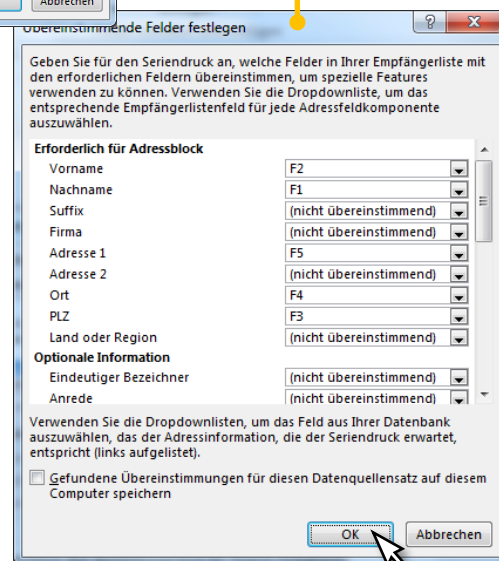 Abbrechen
Übereinstimmende Felder festlegen
Geben Sie für den Seriendruck an, welche Felder in Ihrer Empfängerliste mit
den erforderlichen Feldern übereinstimmen, um spezielle Features
verwenden zu können. Verwenden Sie die Dropdownliste, um das
entsprechende Empfängerlistenfeld für jede Adressfeldkomponente
auszuwählen.
Erforderlich für Adressblock
Vorname F2
Nachname F1
Suffix (nicht übereinstimmend)
Firma (nicht übereinstimmend)
Adresse 1 F5
Adresse 2 (nicht übereinstimmend)
Ort F4
PLZ F3
Land oder Region (nicht übereinstimmend)
Optionale Information
Eindeutiger Bezeichner (nicht übereinstimmend)
Anrede (nicht übereinstimmend)
Verwenden Sie die Dropdownlisten, um das Feld aus Ihrer Datenbank
auszuwählen, das der Adressinformation, die der Seriendruck erwartet,
entspricht (links aufgelistet).
Gefundene Übereinstimmungen für diesen Datenquellensatz auf diesem
Computer speichern
OK Abbrechen